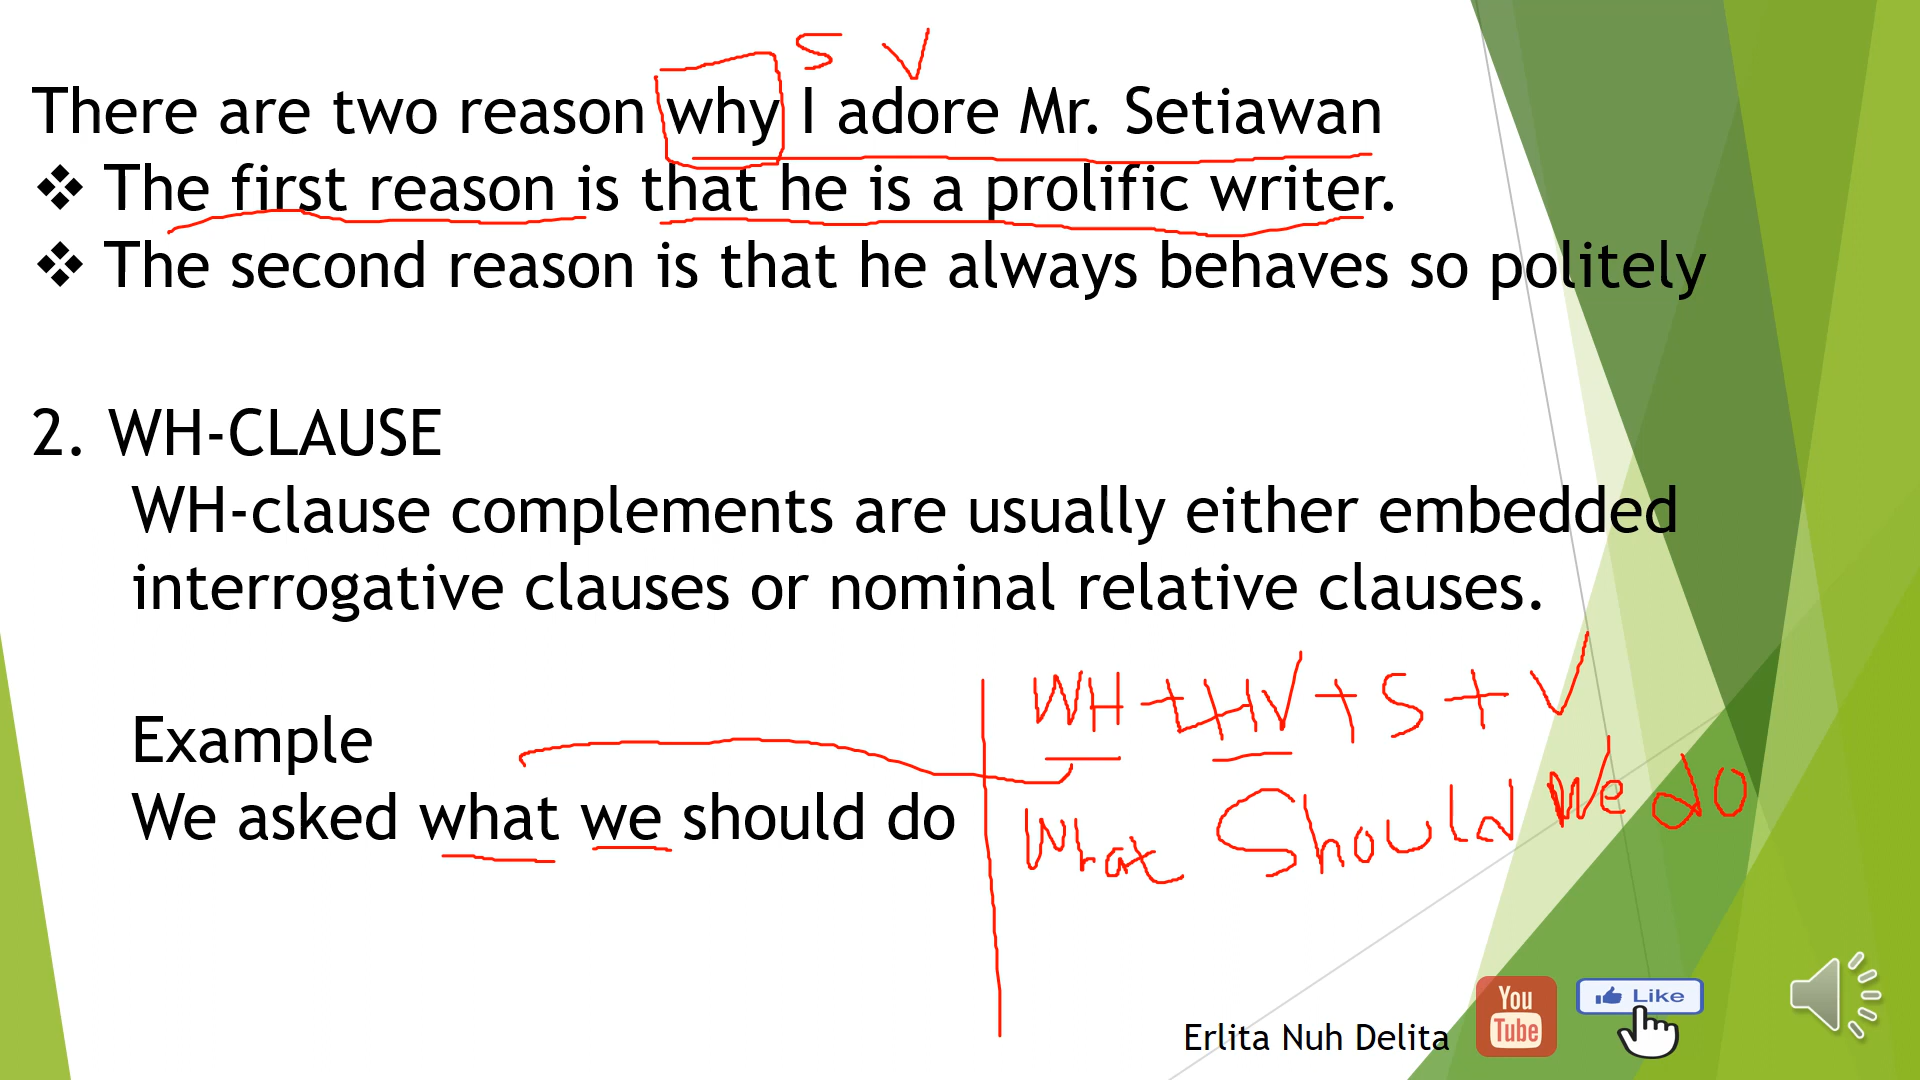 S V
There are two reason why I adore Mr. Setiawan
❖ The first reason is that he is a prolific writer.
❖ The second reason is that he always behaves so politely
2. WH-CLAUSE
WH-clause complements are usually either embedded
interrogative clauses or nominal relative clauses.
WH + HV + S + V
Example
We asked what we should do
What Should We do
Erlita Nuh Delita
You
Tube
Like